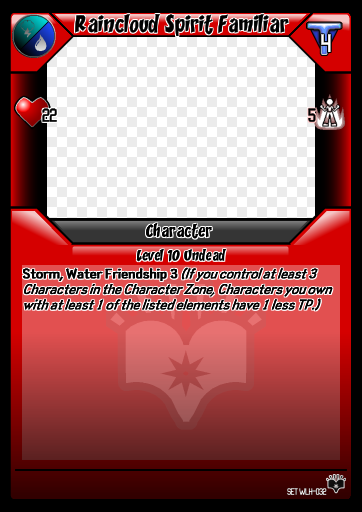 Raincloud Spirit Familiar
T 4
22
5
Character
Level 10 Undead
Storm, Water Friendship 3 (If you control at least 3
Characters in the Character Zone, Characters you own
with at least 1 of the listed elements have 1 less TP.)
SET WLH-032